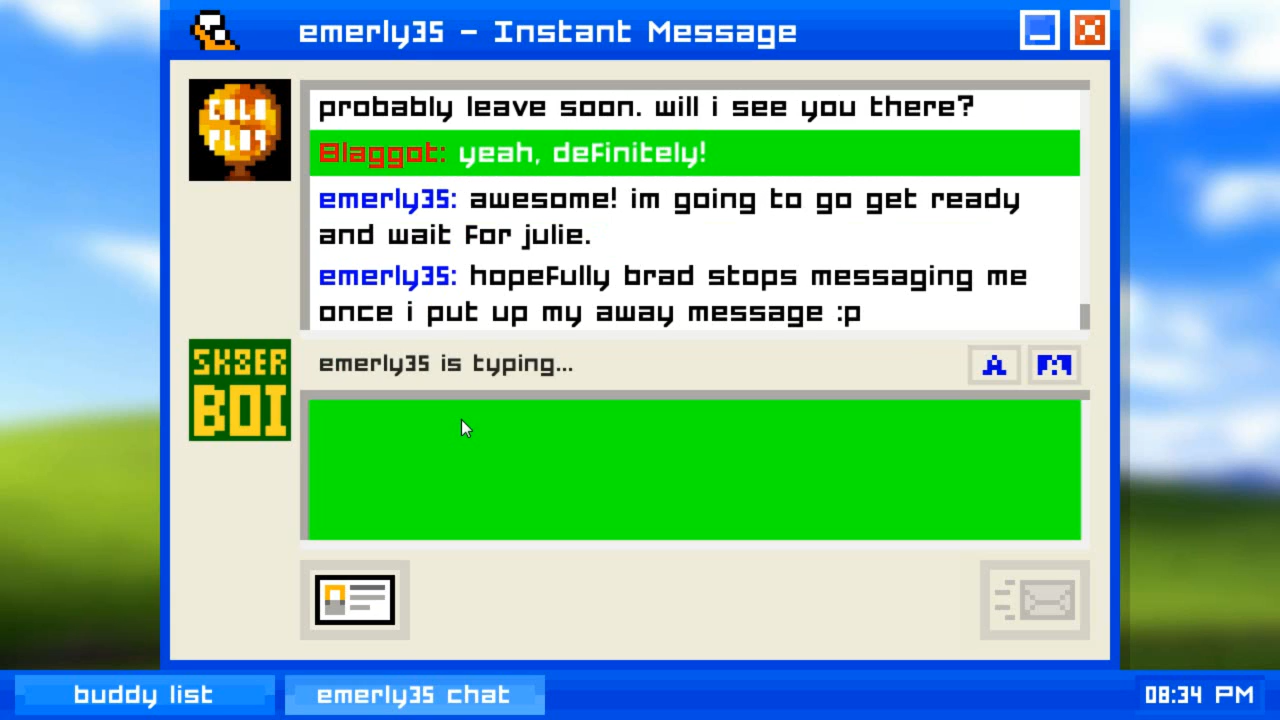 emerly35 - Instant Message
COLD
PLAY
probably leave soon. will i see you there?
Blaggot: yeah, definitely!
emerly35: awesome! im going to go get ready
and wait for julie.
emerly35: hopefully brad stops messaging me
once i put up my away message :p
SK8ER
BOI
emerly35 is typing...
A
buddy list
emerly35 chat
08:34 PM